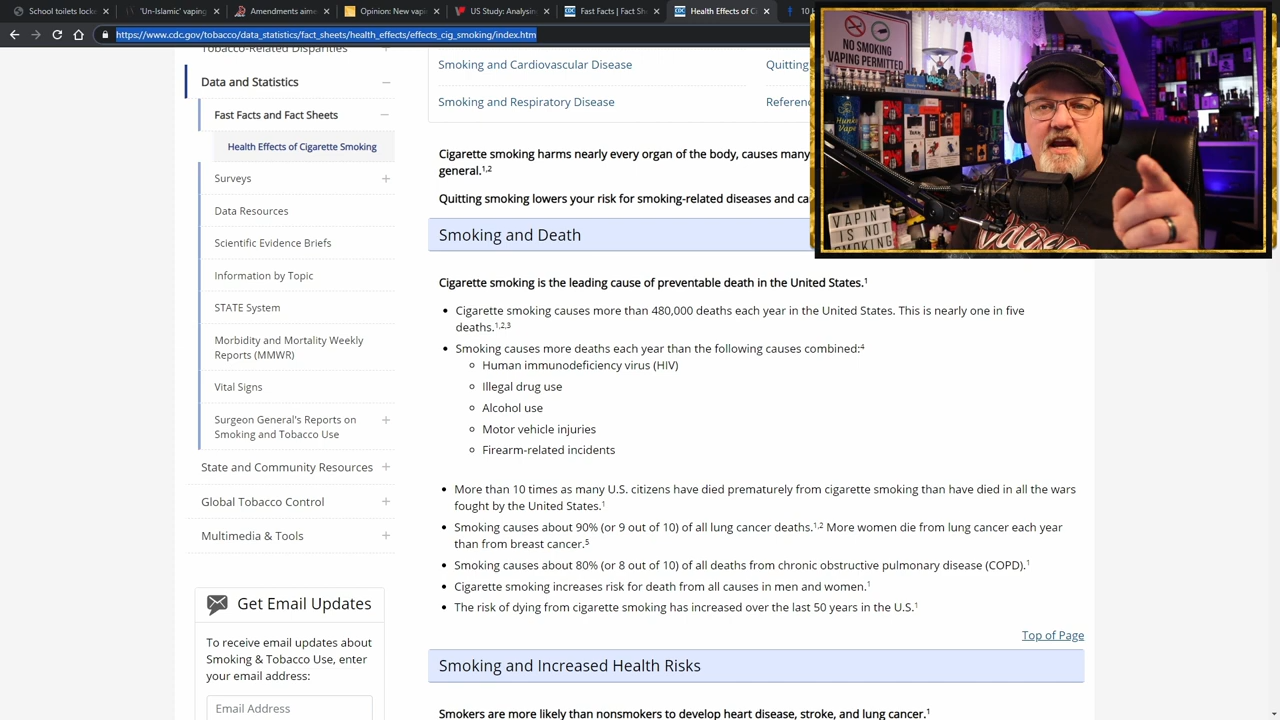 School toilets locke
'Un-Islamic' vaping
Amendments aime
Opinion: New vapi
US Study Analysin
Fast Facts | Fact Sh
Health Effects of Ci
10
https://www.cdc.gov/tobacco/data_statistics/fact_sheets/health_effects/effects_cig_smoking/index.htm
Tobacco-Related Disparities
Data and Statistics
Fast Facts and Fact Sheets
Health Effects of Cigarette Smoking
Surveys
Data Resources
Scientific Evidence Briefs
Information by Topic
STATE System
Morbidity and Mortality Weekly
Reports (MMWR)
Vital Signs
Surgeon General's Reports on
Smoking and Tobacco Use
State and Community Resources
Global Tobacco Control
Multimedia & Tools
Get Email Updates
To receive email updates about
Smoking & Tobacco Use, enter
your email address:
Email Address
Smoking and Cardiovascular Disease
Quitting
Smoking and Respiratory Disease
Referenc
Cigarette smoking harms nearly every organ of the body, causes many
general.1,2
Quitting smoking lowers your risk for smoking-related diseases and ca
Smoking and Death
Cigarette smoking is the leading cause of preventable death in the United States.1
Cigarette smoking causes more than 480,000 deaths each year in the United States. This is nearly one in five
deaths.1,2,3
Smoking causes more deaths each year than the following causes combined:4
Human immunodeficiency virus (HIV)
Illegal drug use
Alcohol use
Motor vehicle injuries
Firearm-related incidents
More than 10 times as many U.S. citizens have died prematurely from cigarette smoking than have died in all the wars
fought by the United States.1
Smoking causes about 90% (or 9 out of 10) of all lung cancer deaths.1,2 More women die from lung cancer each year
than from breast cancer.5
Smoking causes about 80% (or 8 out of 10) of all deaths from chronic obstructive pulmonary disease (COPD).1
Cigarette smoking increases risk for death from all causes in men and women.1
The risk of dying from cigarette smoking has increased over the last 50 years in the U.S.1
Top of Page
Smoking and Increased Health Risks
Smokers are more likely than nonsmokers to develop heart disease, stroke, and lung cancer.1
NO SMOKING
VAPING PERMITTED
VAPE
VAPIN'
IS NOT
SMOKING